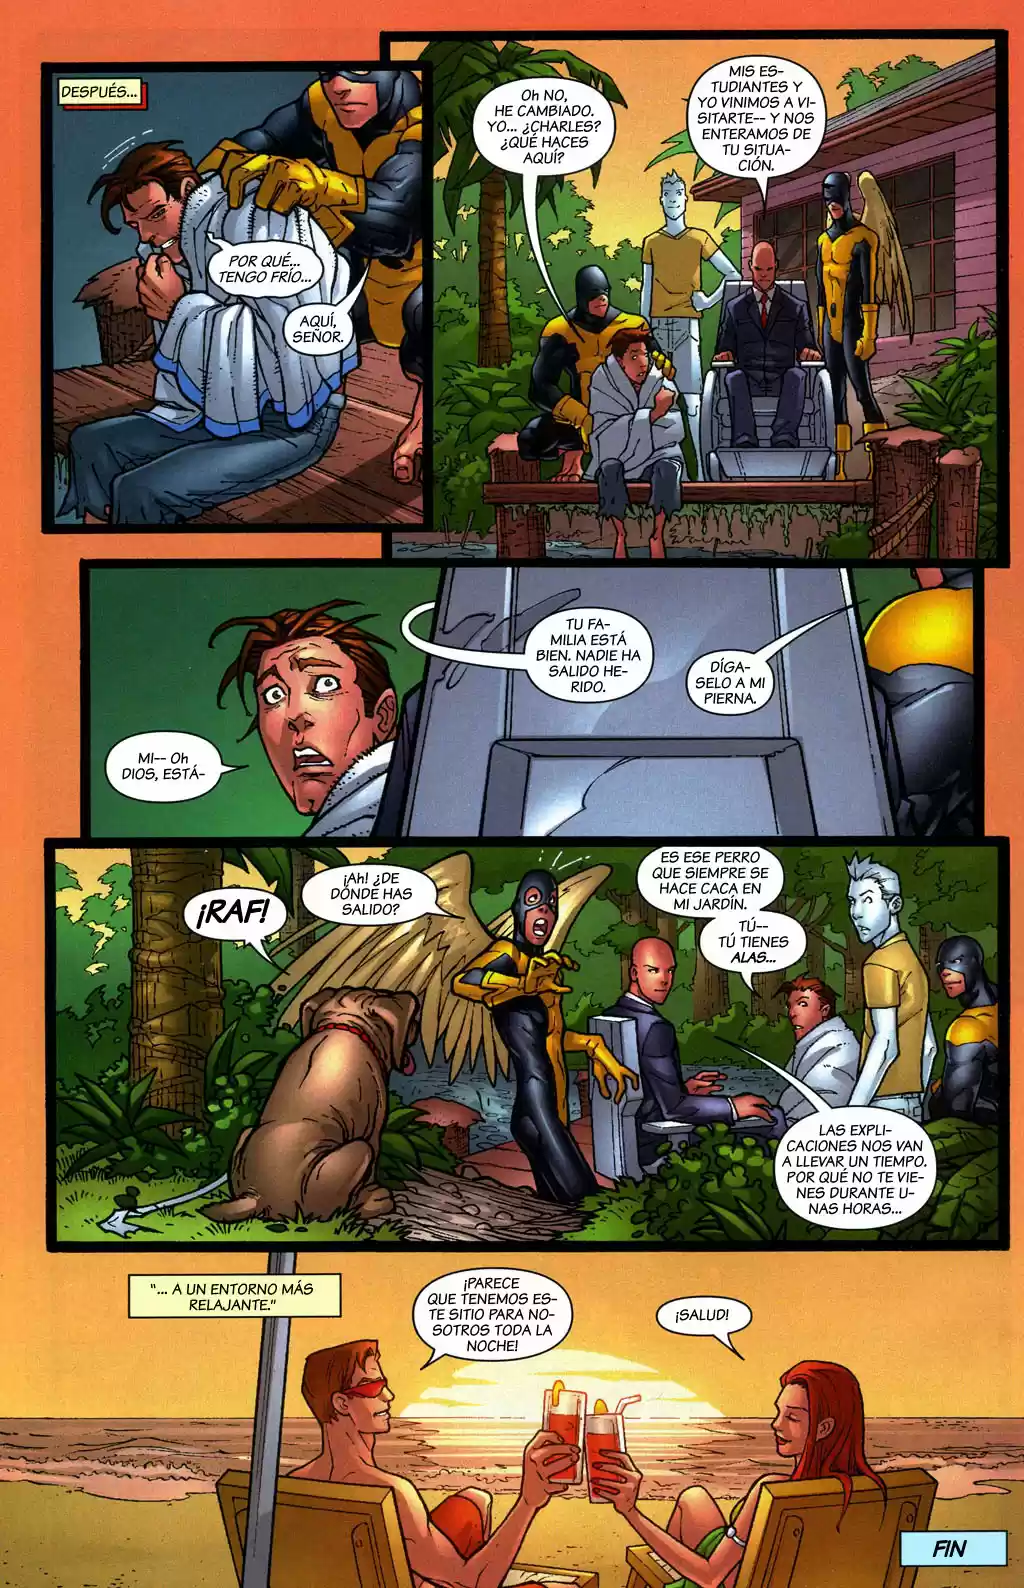 DESPUÉS...
POR QUÉ...
TENGO FRÍO...
AQUÍ,
SEÑOR.
Oh NO,
HE CAMBIADO.
YO... ¿CHARLES?
¿QUÉ HACES
AQUÍ?
MIS ES-
TUDIANTES Y
YO VINIMOS A VI-
SITARTE-- Y NOS
ENTERAMOS DE
TU SITUA-
CIÓN.
MI-- Oh
DIOS, ESTÁ-
TU FA-
MILIA ESTÁ
BIEN. NADIE HA
SALIDO HE-
RIDO.
DÍGA-
SELO A MI
PIERNA.
¡RAF!
¡Ah! ¿DE
DÓNDE HAS
SALIDO?
ES ESE PERRO
QUE SIEMPRE SE
HACE CACA EN
MI JARDÍN.
TÚ--
TÚ TIENES
ALAS...
LAS EXPLI-
CACIONES NOS VAN
A LLEVAR UN TIEMPO.
POR QUÉ NO TE VIE-
NES DURANTE U-
NAS HORAS...
"... A UN ENTORNO MÁS
RELAJANTE."
¡PARECE
QUE TENEMOS ES-
TE SITIO PARA NO-
SOTROS TODA LA
NOCHE!
¡SALUD!
FIN